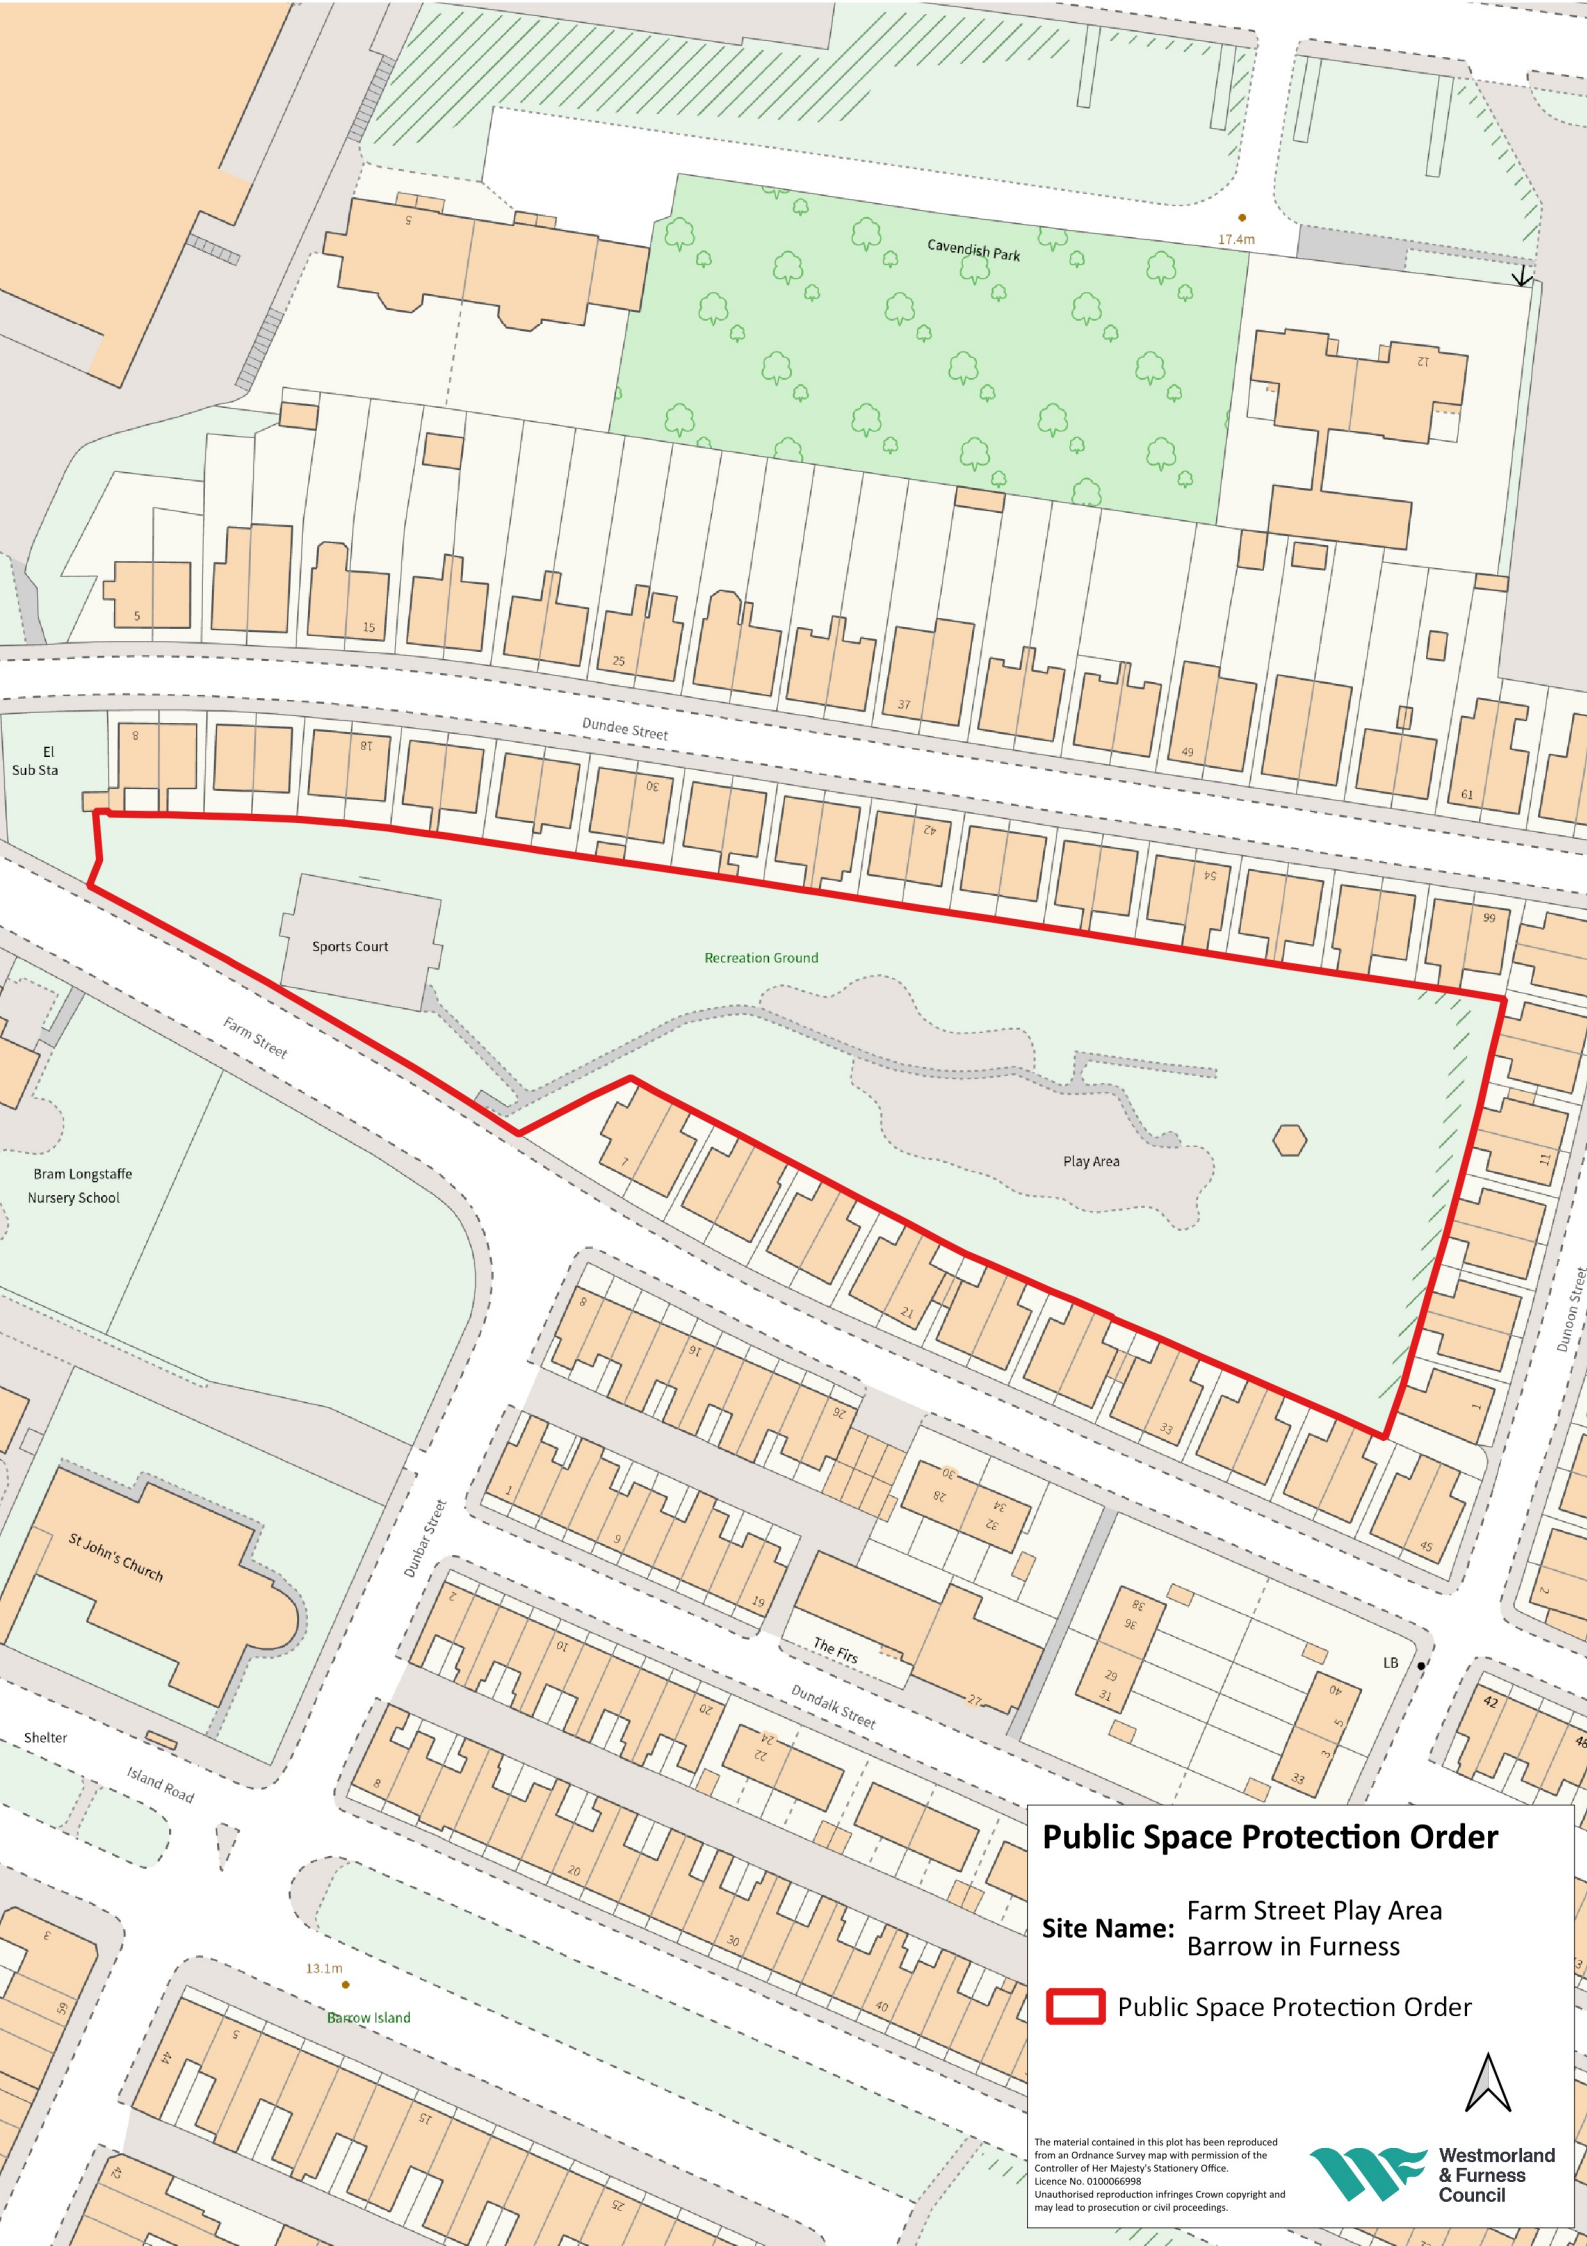 5
Cavendish Park
17.4m
12
5
15
25
37
49
61
Dundee Street
El
Sub Sta
8
18
30
42
54
66
Sports Court
Recreation Ground
Farm Street
Bram Longstaffe
Nursery School
Play Area
7
11
21
33
45
1
Dunoon Street
8
16
26
30
28
34
32
1
9
19
St John's Church
Dunbar Street
2
10
20
The Firs
27
Dundalk Street
38
36
29
31
40
5
3
33
LB
2
42
48
Shelter
Island Road
24
22
8
20
30
40
3
59
13.1m
Barrow Island
5
44
15
25
42
Public Space Protection Order
Site Name: Farm Street Play Area
Barrow in Furness
Public Space Protection Order
The material contained in this plot has been reproduced
from an Ordnance Survey map with permission of the
Controller of Her Majesty's Stationery Office.
Licence No. 0100066998
Unauthorised reproduction infringes Crown copyright and
may lead to prosecution or civil proceedings.
Westmorland
& Furness
Council